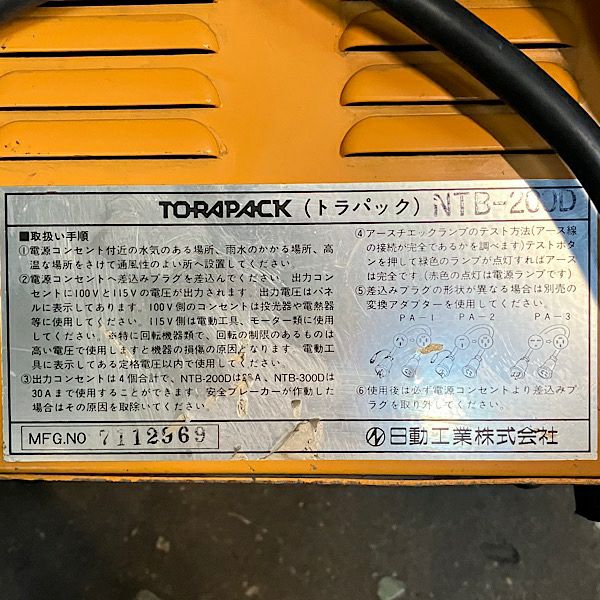 TORAPACK (トラパック) NTB-200D
■取扱い手順
①電源コンセント付近の水気のある場所、雨水のかかる場所、高
温な場所をさけて通風性のよい所へ設置してください。
②電源コンセントへ差込みプラグを差込んでください。出力コン
セントに100Vと115Vの電圧が出力されます。出力電圧はパネ
ルに表示してあります。100V側のコンセントは投光器や電熱器
等に使用してください。115V側は電動工具、モーター類に使用
してください。※特に回転機器類で、回転の制限のあるものは
高い電圧で使用しますと機器の損傷の原因となります。電動工
具に表示してある定格電圧以内で使用してください。
③出力コンセントは4個合計で、NTB-200Dは A、NTB-300Dは
30Aまで使用することができます。安全ブレーカーが作動した
場合はその原因を取除いてください。
MFG.NO 7112969
④アースチエックランプのテスト方法(アース線
の接続が完全であるかを調べます)テストボタ
ンを押して緑色のランプが点灯すればアース
は完全です。(赤色の点灯は電源ランプです)
⑤差込みプラグの形状が異なる場合は別売の
変換アダプターを使用してください。
PA-1 PA-2 PA-3
⑥使用後は必ず電源コンセントより差込みプ
ラグを取り外してください。
日動工業株式会社